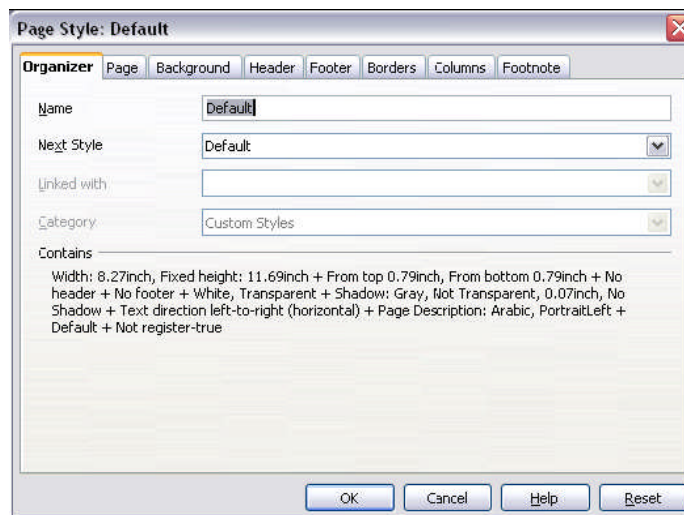 Page Style: Default
Organizer Page Background Header Footer Borders Columns Footnote
Name Default
Next Style Default
Linked with
Category Custom Styles
Contains
Width: 8.27inch, Fixed height: 11.69inch + From top 0.79inch, From bottom 0.79inch + No
header + No footer + White, Transparent + Shadow: Gray, Not Transparent, 0.07inch, No
Shadow + Text direction left-to-right (horizontal) + Page Description: Arabic, PortraitLeft +
Default + Not register-true
OK Cancel Help Reset